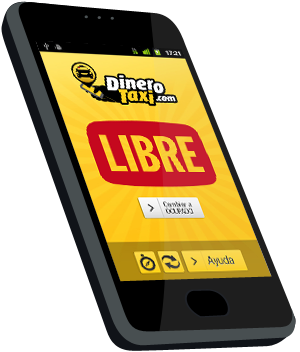 17:21
Dinero
Taxi.com
LIBRE
Cambiar a
OCUPADO
Ayuda